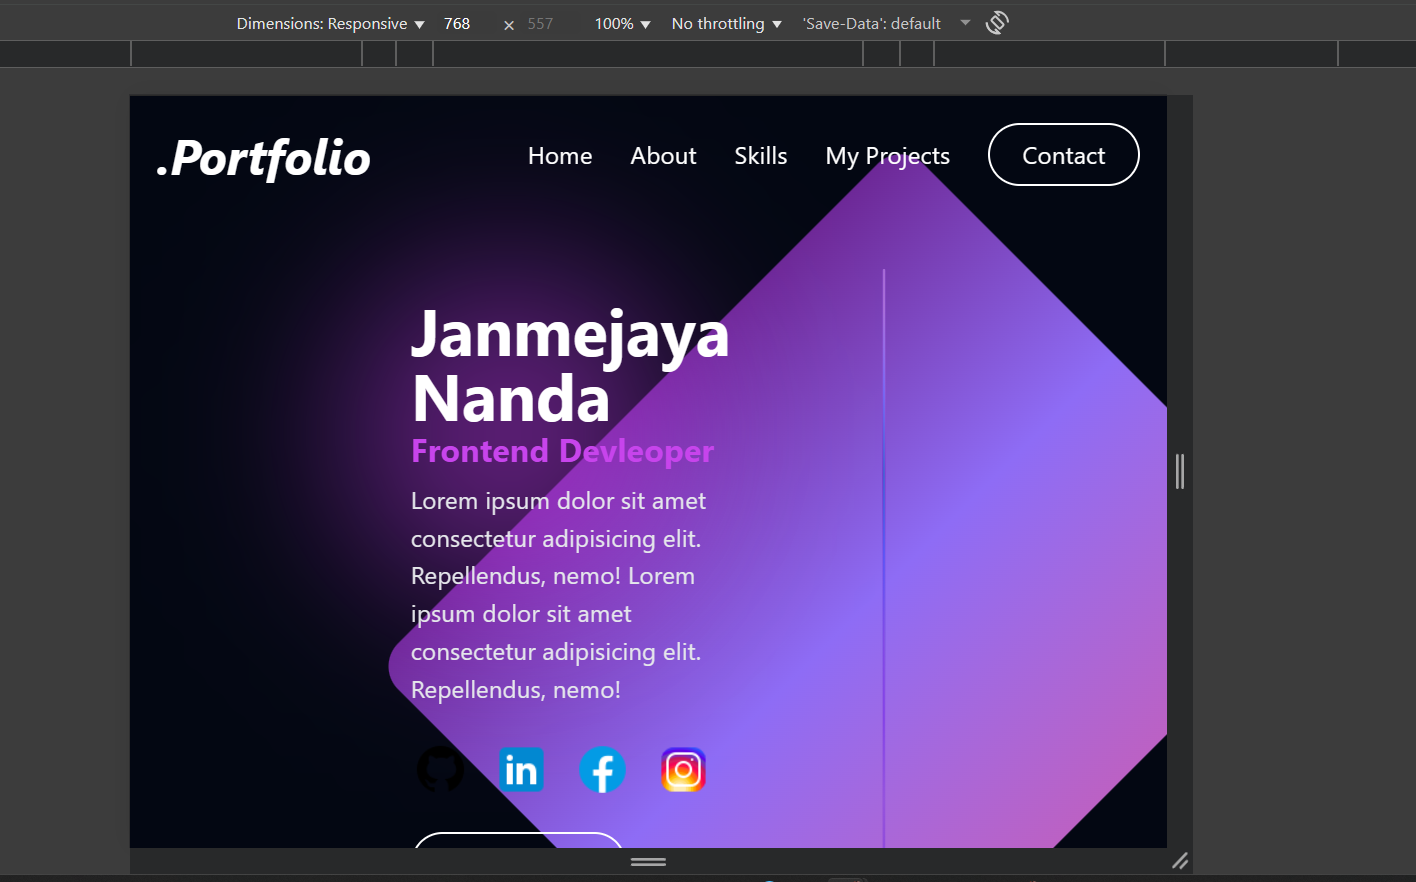 Dimensions: Responsive ▼ 768 × 557 100% ▼ No throttling ▼ 'Save-Data': default
.Portfolio Home About Skills My Projects Contact
Janmejaya
Nanda
Frontend Devleoper
Lorem ipsum dolor sit amet
consectetur adipisicing elit.
Repellendus, nemo! Lorem
ipsum dolor sit amet
consectetur adipisicing elit.
Repellendus, nemo!
in f